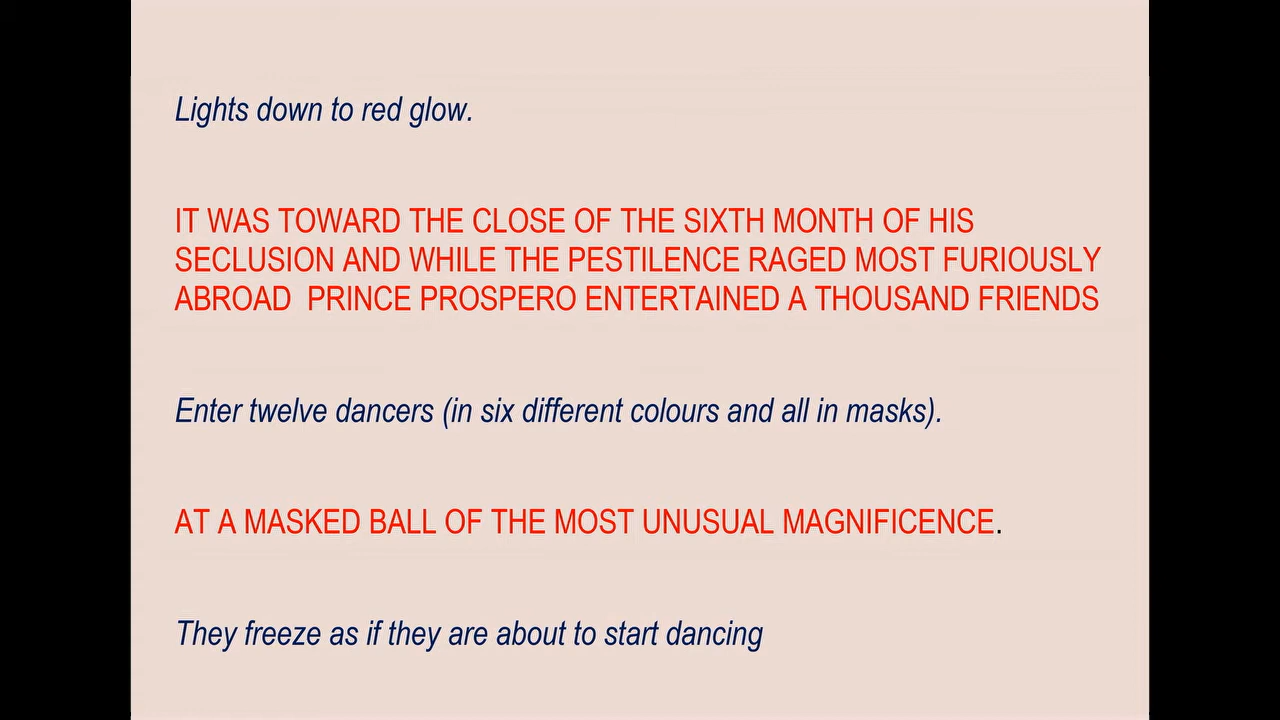 Lights down to red glow.
IT WAS TOWARD THE CLOSE OF THE SIXTH MONTH OF HIS
SECLUSION AND WHILE THE PESTILENCE RAGED MOST FURIOUSLY
ABROAD  PRINCE PROSPERO ENTERTAINED A THOUSAND FRIENDS
Enter twelve dancers (in six different colours and all in masks).
AT A MASKED BALL OF THE MOST UNUSUAL MAGNIFICENCE.
They freeze as if they are about to start dancing